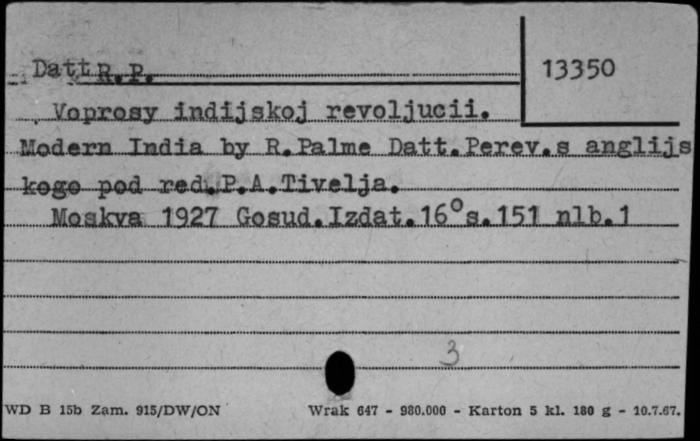 Datt R.P. 13350
Voprosy indijskoj revoljucii.
Modern India by R.Palme Datt.Perev.s anglijs
kogo pod red.P.A.Tivelja.
Moskva 1927 Gosud.Izdat.16°s.151 nlb.1
3
WD B 15b Zam. 915/DW/ON Wrak 647 - 980.000 - Karton 5 kl. 180 g - 10.7.67.